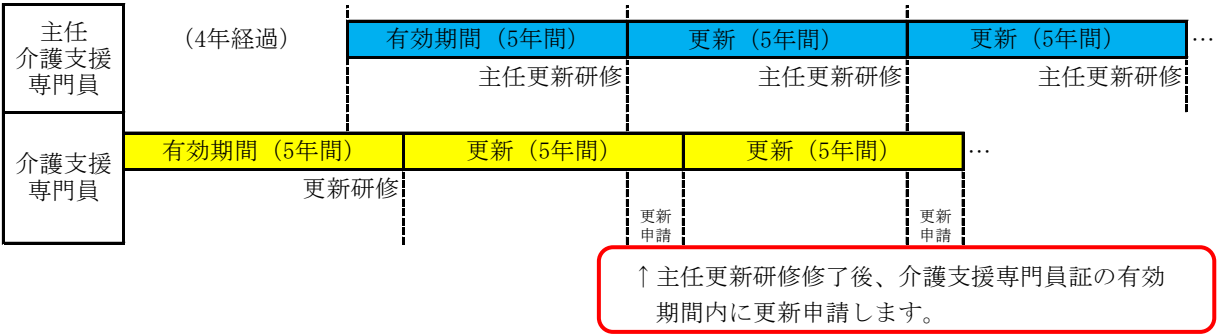 主任
介護支援
専門員
（4年経過）
有効期間（5年間）
更新（5年間）
更新（5年間）
…
主任更新研修
主任更新研修
主任更新研修
介護支援
専門員
有効期間（5年間）
更新（5年間）
更新（5年間）
…
更新研修
更新
申請
更新
申請
↑主任更新研修修了後、介護支援専門員証の有効
期間内に更新申請します。